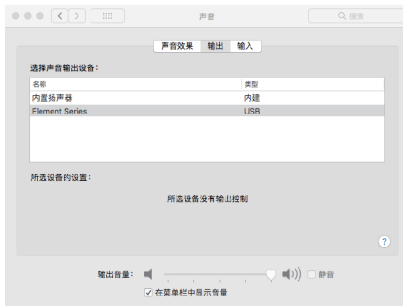 声音
搜索
声音效果 输出 输入
选择声音输出设备：
名称 类型
内置扬声器 内建
Element Series USB
所选设备的设置：
所选设备没有输出控制
?
输出音量： 静音
在菜单栏中显示音量